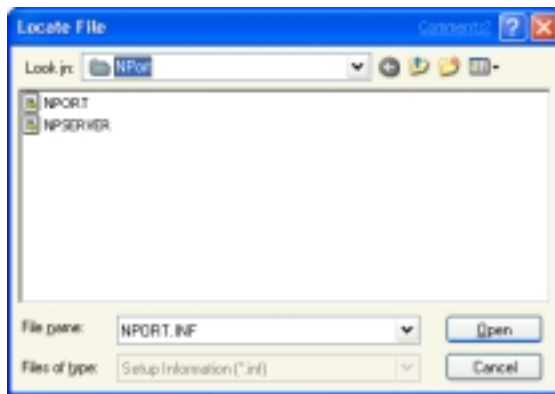 Locate File Comments?
Look in: NPort
NPORT
NPSERVER
File name: NPORT.INF Open
Files of type: Setup Information (*.inf) Cancel